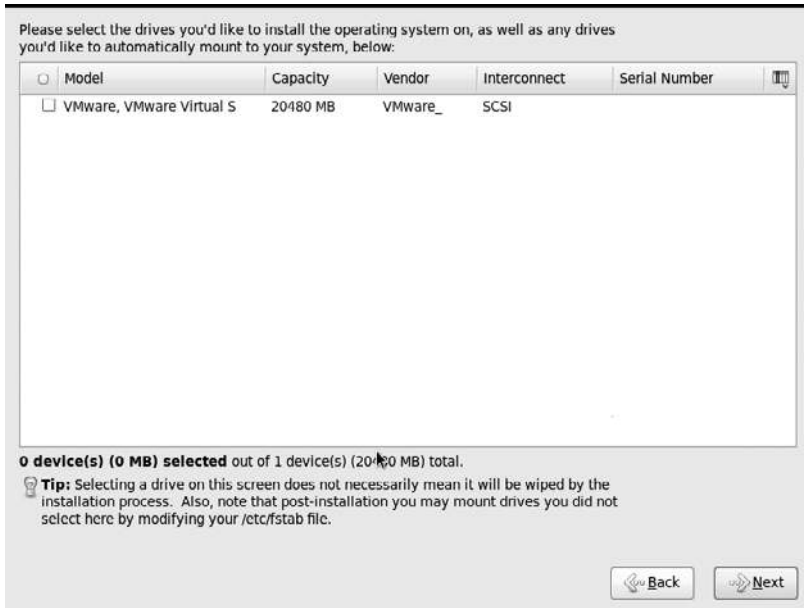 Please select the drives you'd like to install the operating system on, as well as any drives
you'd like to automatically mount to your system, below:
Model Capacity Vendor Interconnect Serial Number
VMware, VMware Virtual S 20480 MB VMware_ SCSI
0 device(s) (0 MB) selected out of 1 device(s) (20480 MB) total.
Tip: Selecting a drive on this screen does not necessarily mean it will be wiped by the
installation process. Also, note that post-installation you may mount drives you did not
select here by modifying your /etc/fstab file.
Back Next